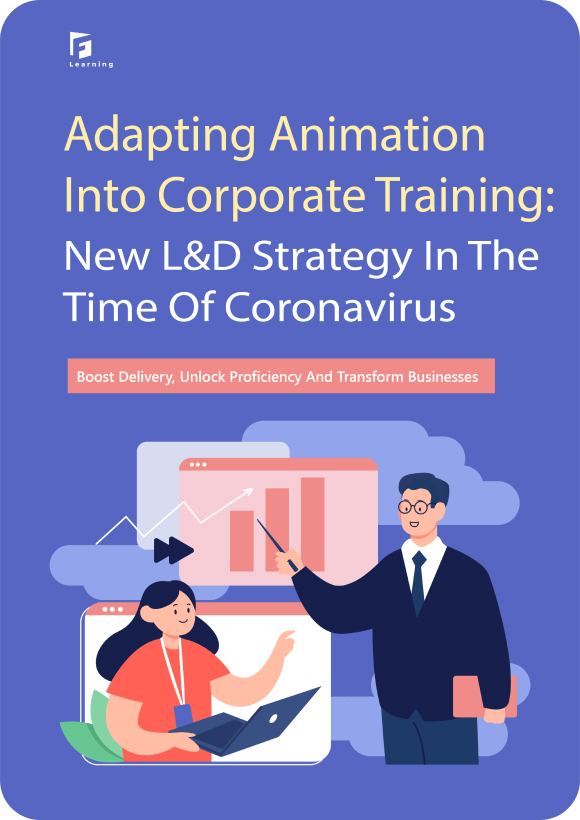 F
Learning
Adapting Animation
Into Corporate Training:
New L&D Strategy In The
Time Of Coronavirus
Boost Delivery, Unlock Proficiency And Transform Businesses